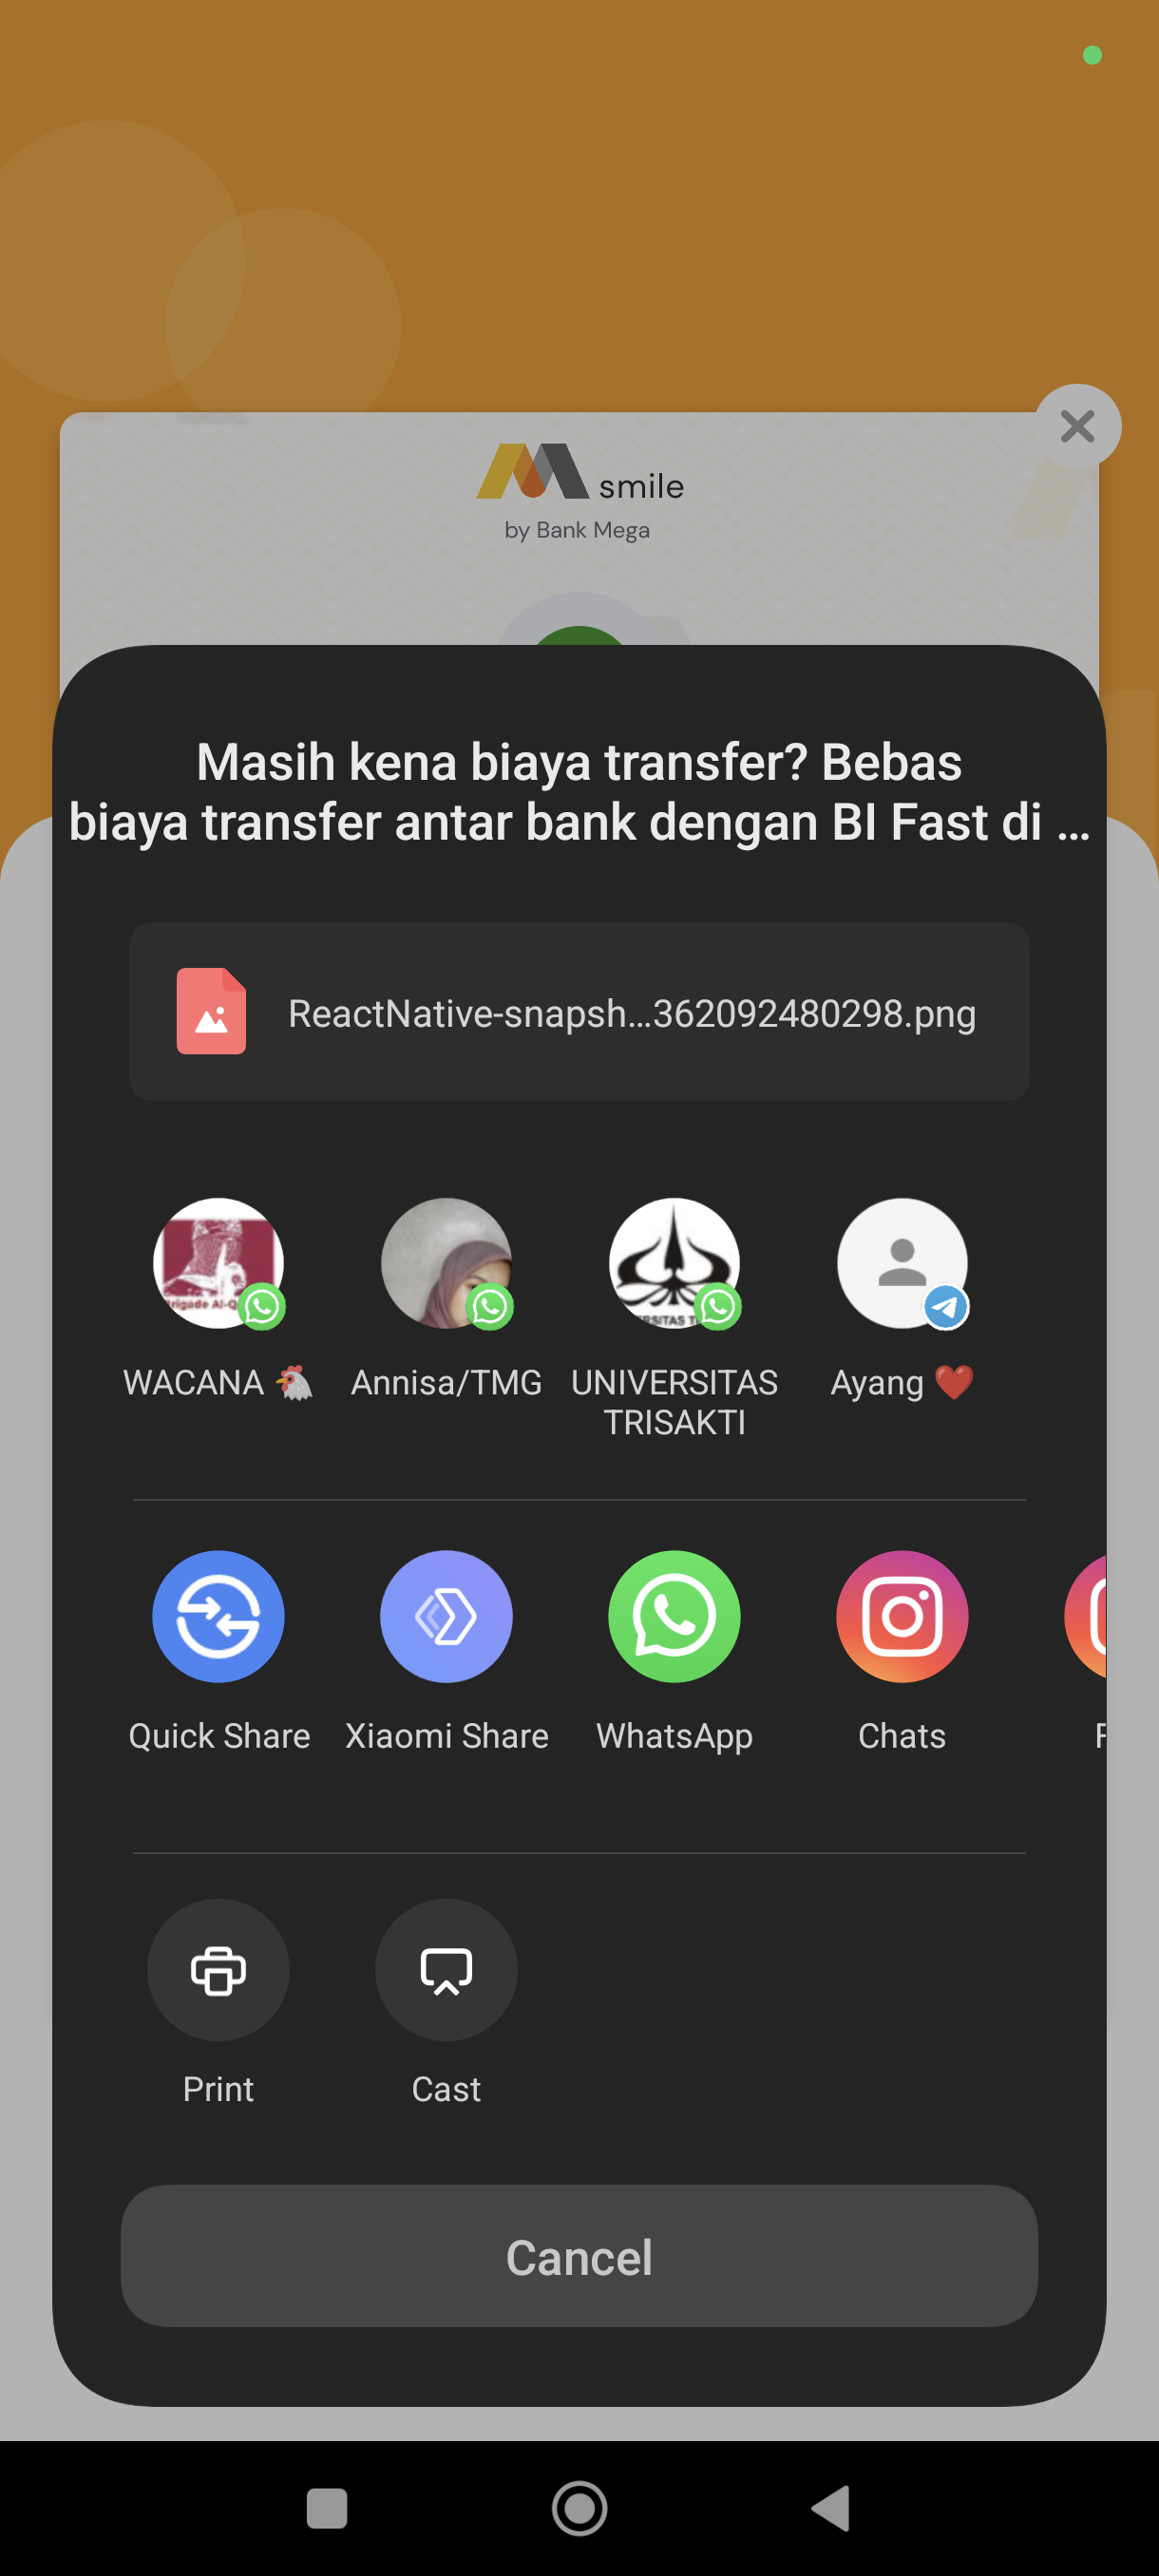 smile
by Bank Mega
Masih kena biaya transfer? Bebas
biaya transfer antar bank dengan BI Fast di ...
ReactNative-snapsh...362092480298.png
WACANA 🐔
Annisa/TMG
UNIVERSITAS
TRISAKTI
Ayang ❤️
Quick Share
Xiaomi Share
WhatsApp
Chats
Print
Cast
Cancel